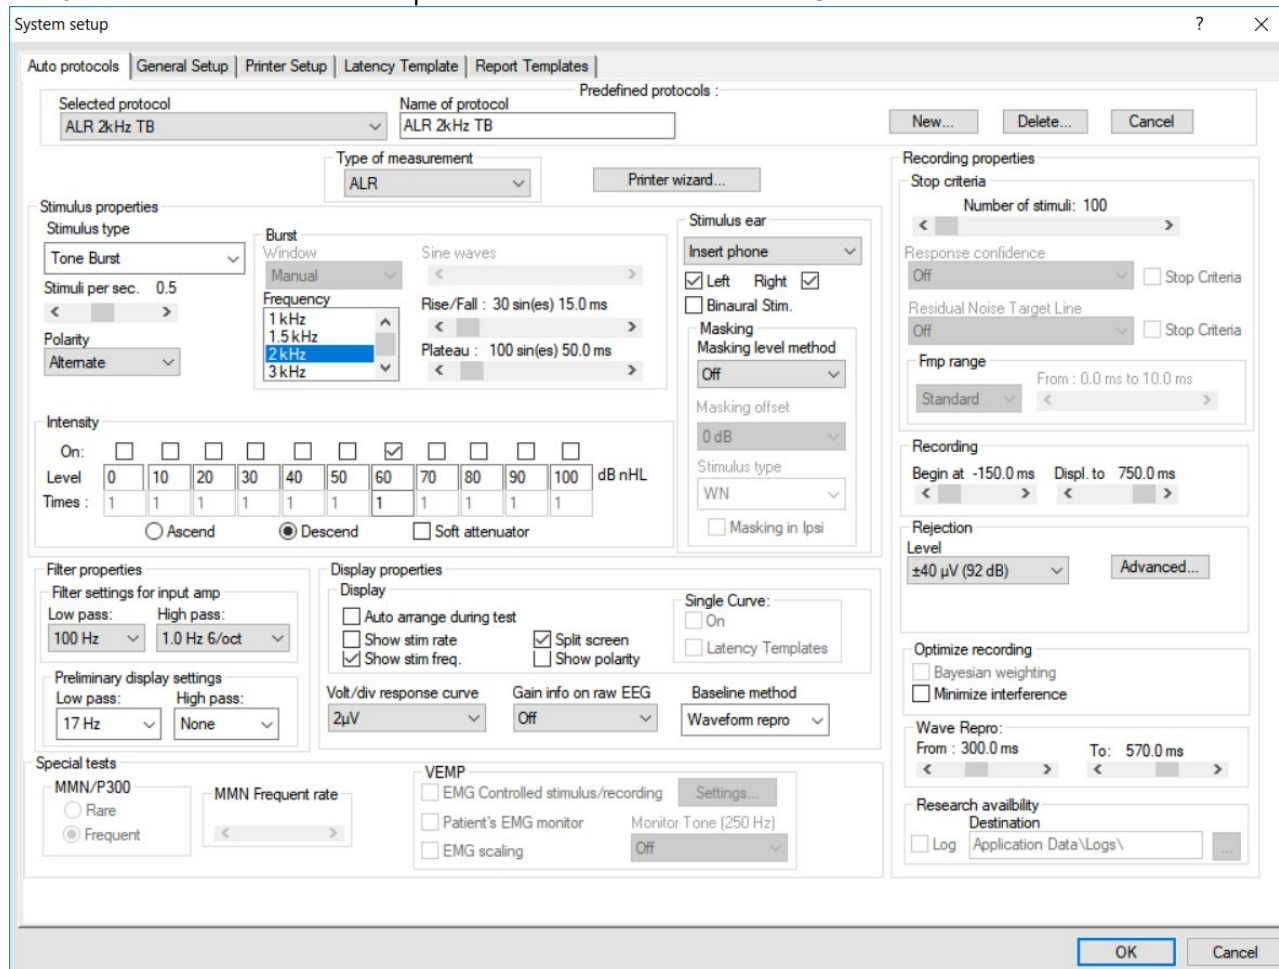 System setup ? X
Auto protocols General Setup Printer Setup Latency Template Report Templates
Predefined protocols :
Selected protocol
ALR 2kHz TB
Name of protocol
ALR 2kHz TB
New... Delete... Cancel
Type of measurement
ALR
Printer wizard...
Stimulus properties
Stimulus type
Tone Burst
Stimuli per sec. 0.5
Polarity
Alternate
Burst
Window
Manual
Frequency
1 kHz
1.5 kHz
2 kHz
3 kHz
Sine waves
Rise/Fall : 30 sin(es) 15.0 ms
Plateau : 100 sin(es) 50.0 ms
Intensity
On:
Level 0 10 20 30 40 50 60 70 80 90 100 dB nHL
Times : 1 1 1 1 1 1 1 1 1 1 1
Ascend Descend Soft attenuator
Stimulus ear
Insert phone
Left Right
Binaural Stim.
Masking
Masking level method
Off
Masking offset
0 dB
Stimulus type
WN
Masking in Ipsi
Filter properties
Filter settings for input amp
Low pass: High pass:
100 Hz 1.0 Hz 6/oct
Preliminary display settings
Low pass: High pass:
17 Hz None
Display properties
Display
Auto arrange during test
Show stim rate Split screen
Show stim freq. Show polarity
Single Curve:
On
Latency Templates
Volt/div response curve Gain info on raw EEG Baseline method
2µV Off Waveform repro
Special tests
MMN/P300
Rare
Frequent
MMN Frequent rate
VEMP
EMG Controlled stimulus/recording Settings...
Patient's EMG monitor Monitor Tone (250 Hz)
EMG scaling Off
Recording properties
Stop criteria
Number of stimuli: 100
Response confidence
Off Stop Criteria
Residual Noise Target Line
Off Stop Criteria
Fmp range
Standard From : 0.0 ms to 10.0 ms
Recording
Begin at -150.0 ms Displ. to 750.0 ms
Rejection
Level
±40 µV (92 dB) Advanced...
Optimize recording
Bayesian weighting
Minimize interference
Wave Repro:
From : 300.0 ms To: 570.0 ms
Research availbility
Destination
Log Application Data\Logs\ ...
OK Cancel